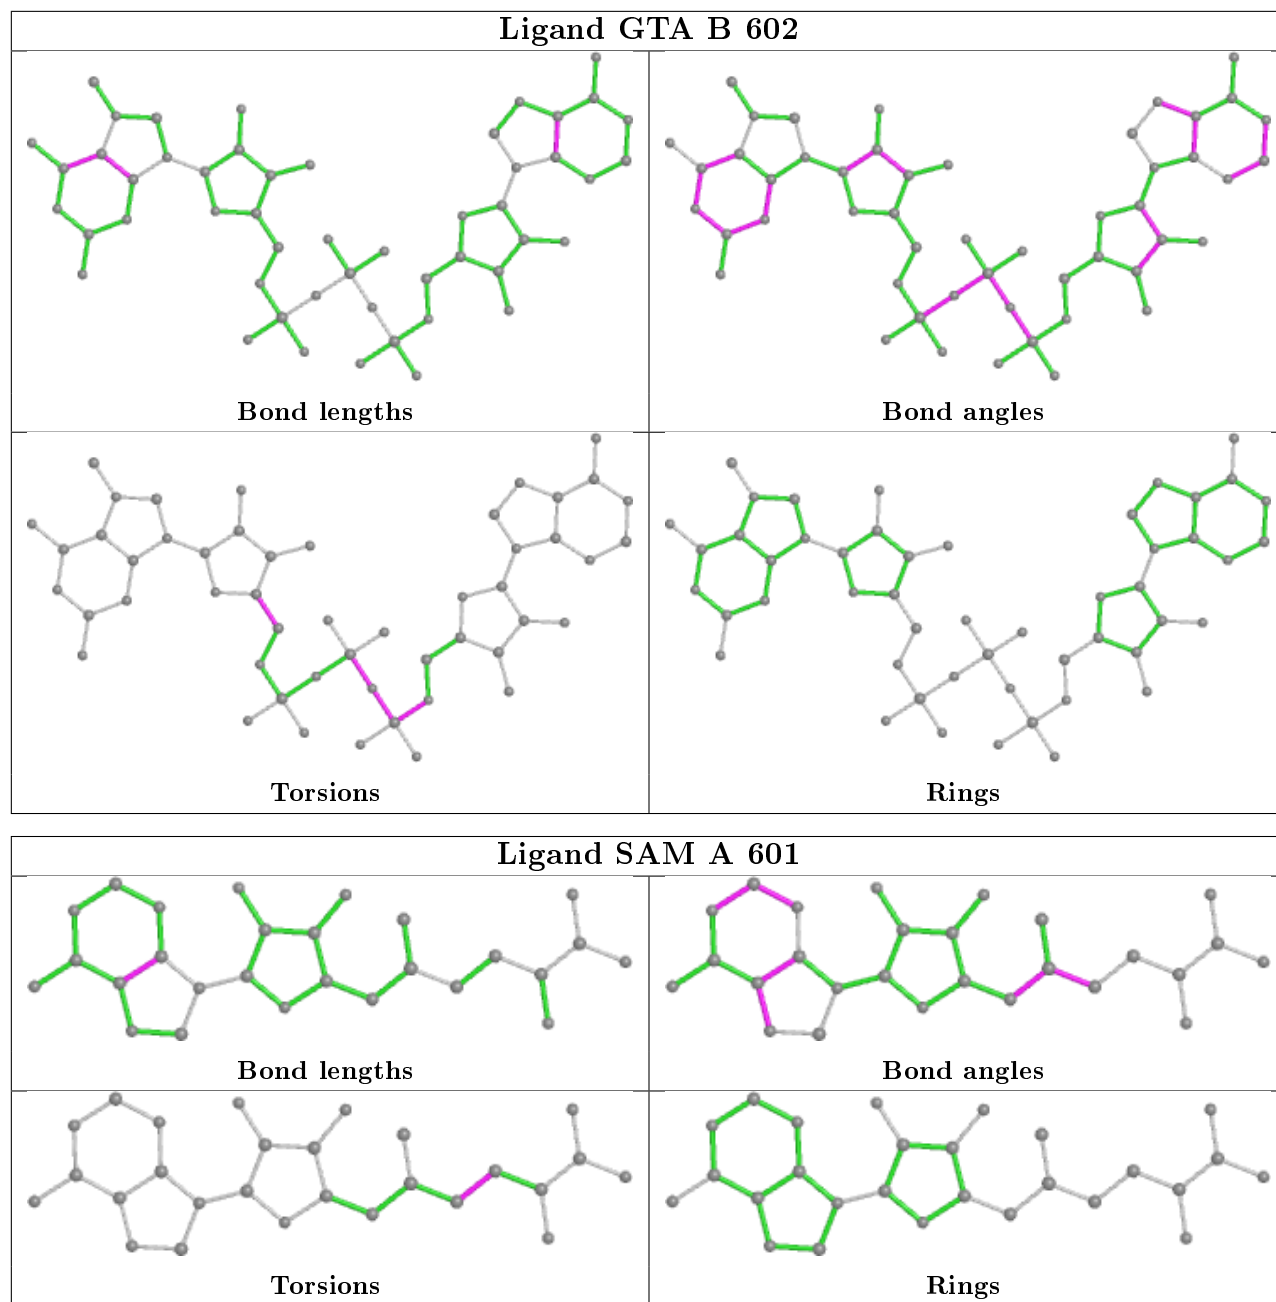 Ligand GTA B 602
Bond lengths
Bond angles
Torsions
Rings
Ligand SAM A 601
Bond lengths
Bond angles
Torsions
Rings